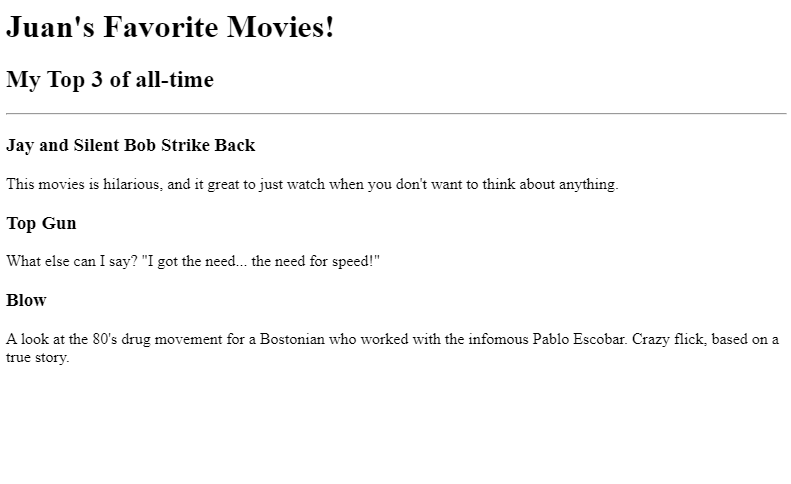 Juan's Favorite Movies!
My Top 3 of all-time
Jay and Silent Bob Strike Back
This movies is hilarious, and it great to just watch when you don't want to think about anything.
Top Gun
What else can I say? "I got the need... the need for speed!"
Blow
A look at the 80's drug movement for a Bostonian who worked with the infomous Pablo Escobar. Crazy flick, based on a
true story.